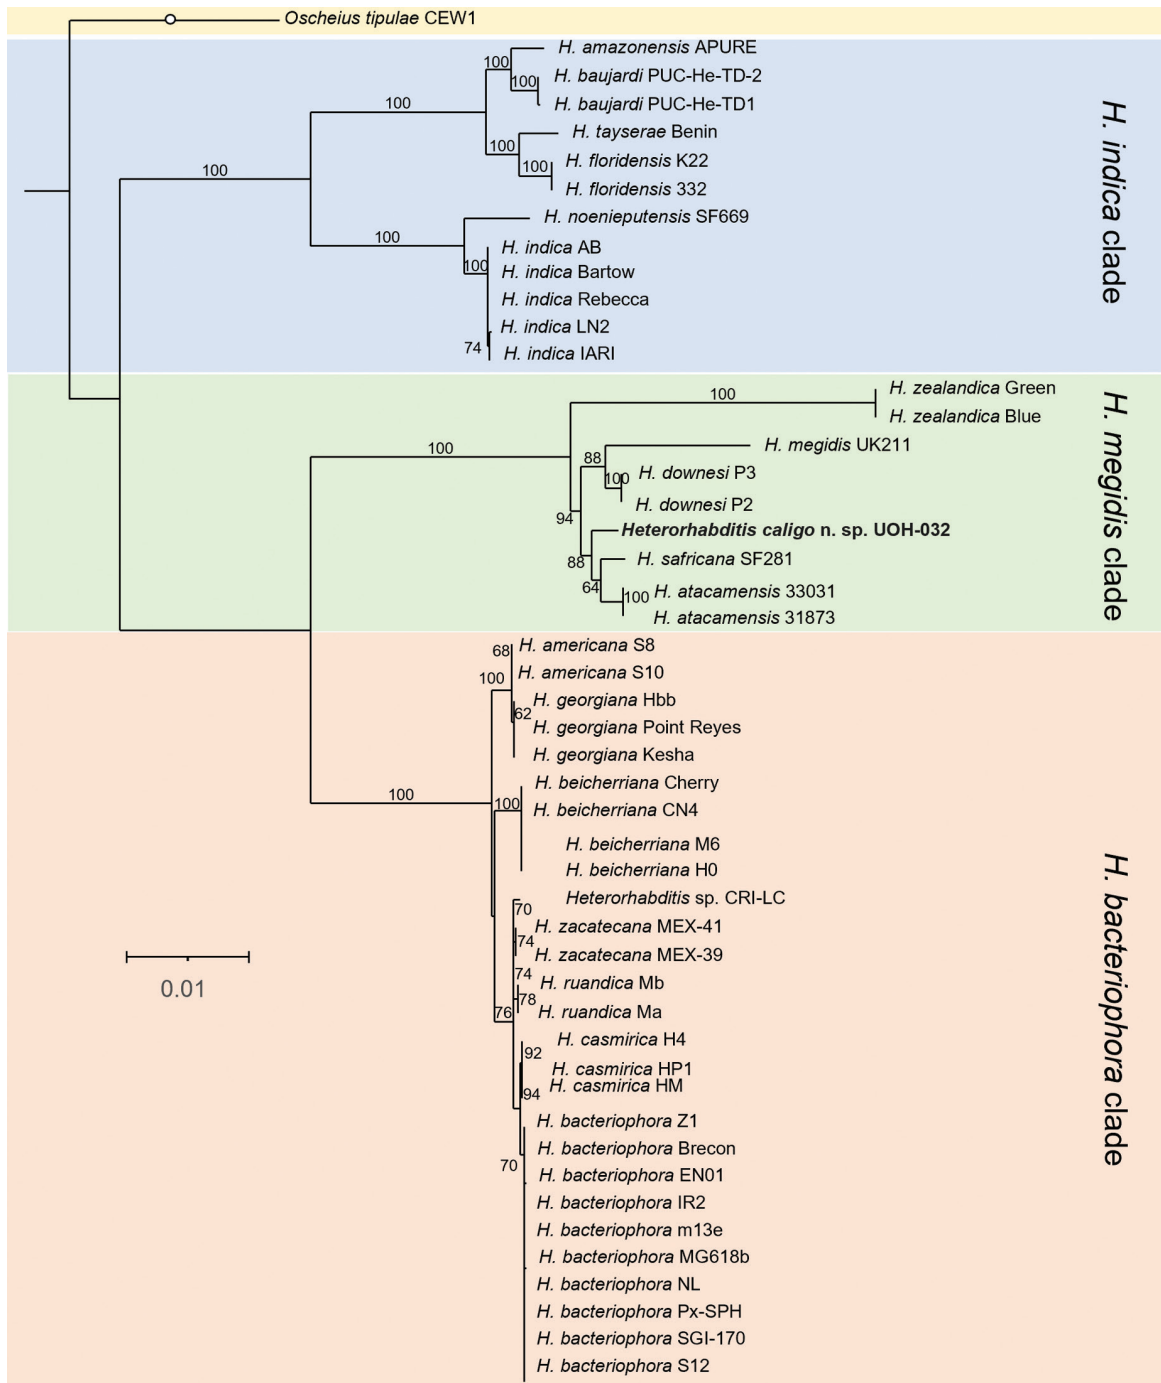 Oscheius tipulae CEW1
H. amazonensis APURE
100
H. baujardi PUC-He-TD-2
100
100
H. baujardi PUC-He-TD1
H. tayserae Benin
100
H. floridensis K22
100
100
H. floridensis 332
H. noenieputensis SF669
100
H. indica AB
100
H. indica Bartow
H. indica Rebecca
H. indica LN2
74
H. indica IARI
H. indica clade
H. zealandica Green
100
H. zealandica Blue
H. megidis UK211
100
88
H. downesi P3
100
H. downesi P2
94
Heterorhabditis caligo n. sp. UOH-032
88
H. safricana SF281
64
H. atacamensis 33031
100
H. atacamensis 31873
H. megidis clade
H. americana S8
68
H. americana S10
100
H. georgiana Hbb
62
H. georgiana Point Reyes
H. georgiana Kesha
H. beicherriana Cherry
100
100
H. beicherriana CN4
H. beicherriana M6
H. beicherriana H0
Heterorhabditis sp. CRI-LC
70
H. zacatecana MEX-41
74
H. zacatecana MEX-39
74
H. ruandica Mb
78
76
H. ruandica Ma
H. casmirica H4
92
H. casmirica HP1
H. casmirica HM
94
H. bacteriophora Z1
H. bacteriophora Brecon
70
H. bacteriophora EN01
H. bacteriophora IR2
H. bacteriophora m13e
H. bacteriophora MG618b
H. bacteriophora NL
H. bacteriophora Px-SPH
H. bacteriophora SGI-170
H. bacteriophora S12
H. bacteriophora clade
0.01